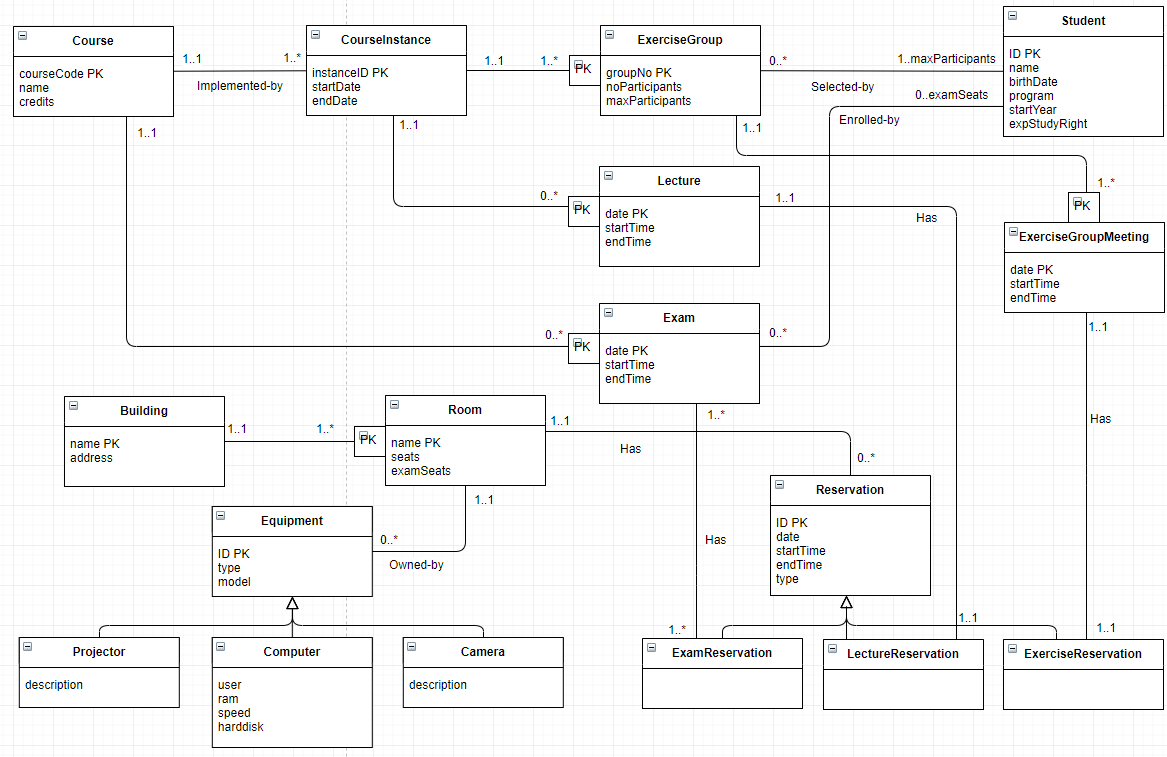 Course
courseCode PK
name
credits
1..1
1..*
Implemented-by
1..1
CourseInstance
instanceID PK
startDate
endDate
1..1
1..*
1..1
PK
ExerciseGroup
groupNo PK
noParticipants
maxParticipants
0..*
1..maxParticipants
Selected-by
0..examSeats
Enrolled-by
1..1
Student
ID PK
name
birthDate
program
startYear
expStudyRight
0..*
PK
Lecture
date PK
startTime
endTime
1..1
Has
1..*
PK
ExerciseGroupMeeting
date PK
startTime
endTime
1..1
Has
0..*
PK
Exam
date PK
startTime
endTime
0..*
1..*
Has
Building
name PK
address
1..1
1..*
PK
Room
name PK
seats
examSeats
1..1
Has
0..*
1..1
Equipment
ID PK
type
model
0..*
Owned-by
Reservation
ID PK
date
startTime
endTime
type
Projector
description
Computer
user
ram
speed
harddisk
Camera
description
1..*
ExamReservation
1..1
LectureReservation
1..1
ExerciseReservation